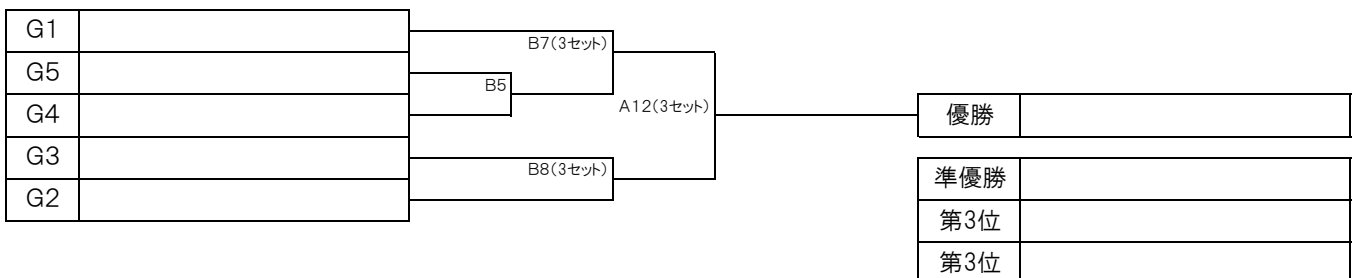 G1
B7(3セット)
G5
B5
G4
A12(3セット)
優勝
G3
B8(3セット)
準優勝
G2
第3位
第3位